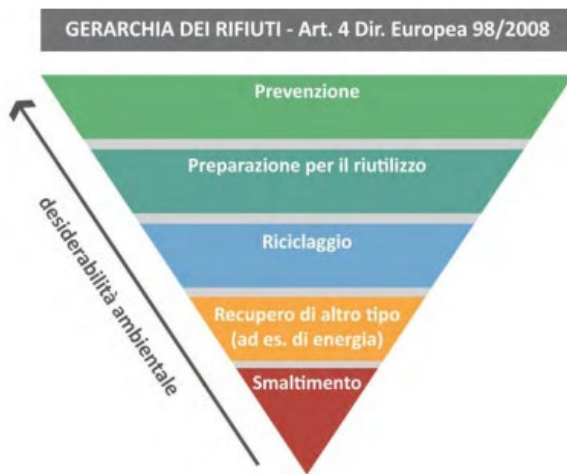 GERARCHIA DEI RIFIUTI - Art. 4 Dir. Europea 98/2008
Prevenzione
Preparazione per il riutilizzo
Riciclaggio
Recupero di altro tipo
(ad es. di energia)
Smaltimento
desiderabilità ambientale